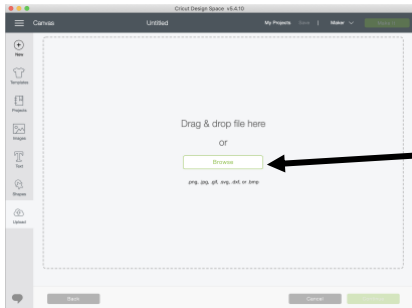 Cricut Design Space v5.4.10
Canvas Untitled My Projects Save | Maker
New
Templates
Projects
Images
Text
Shapes
Upload
Drag & drop file here
or
Browse
.png, .jpg, .gif, .svg, .dxf, or .bmp
Back Cancel